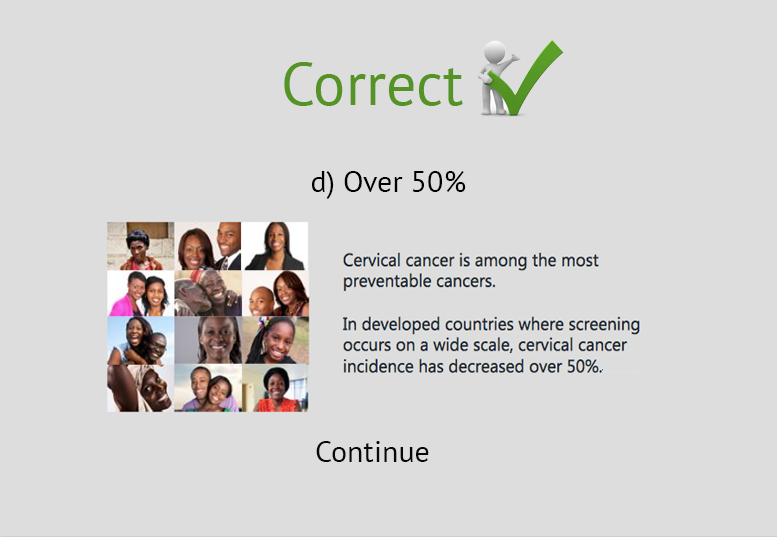 Correct
d) Over 50%
Cervical cancer is among the most
preventable cancers.
In developed countries where screening
occurs on a wide scale, cervical cancer
incidence has decreased over 50%.
Continue